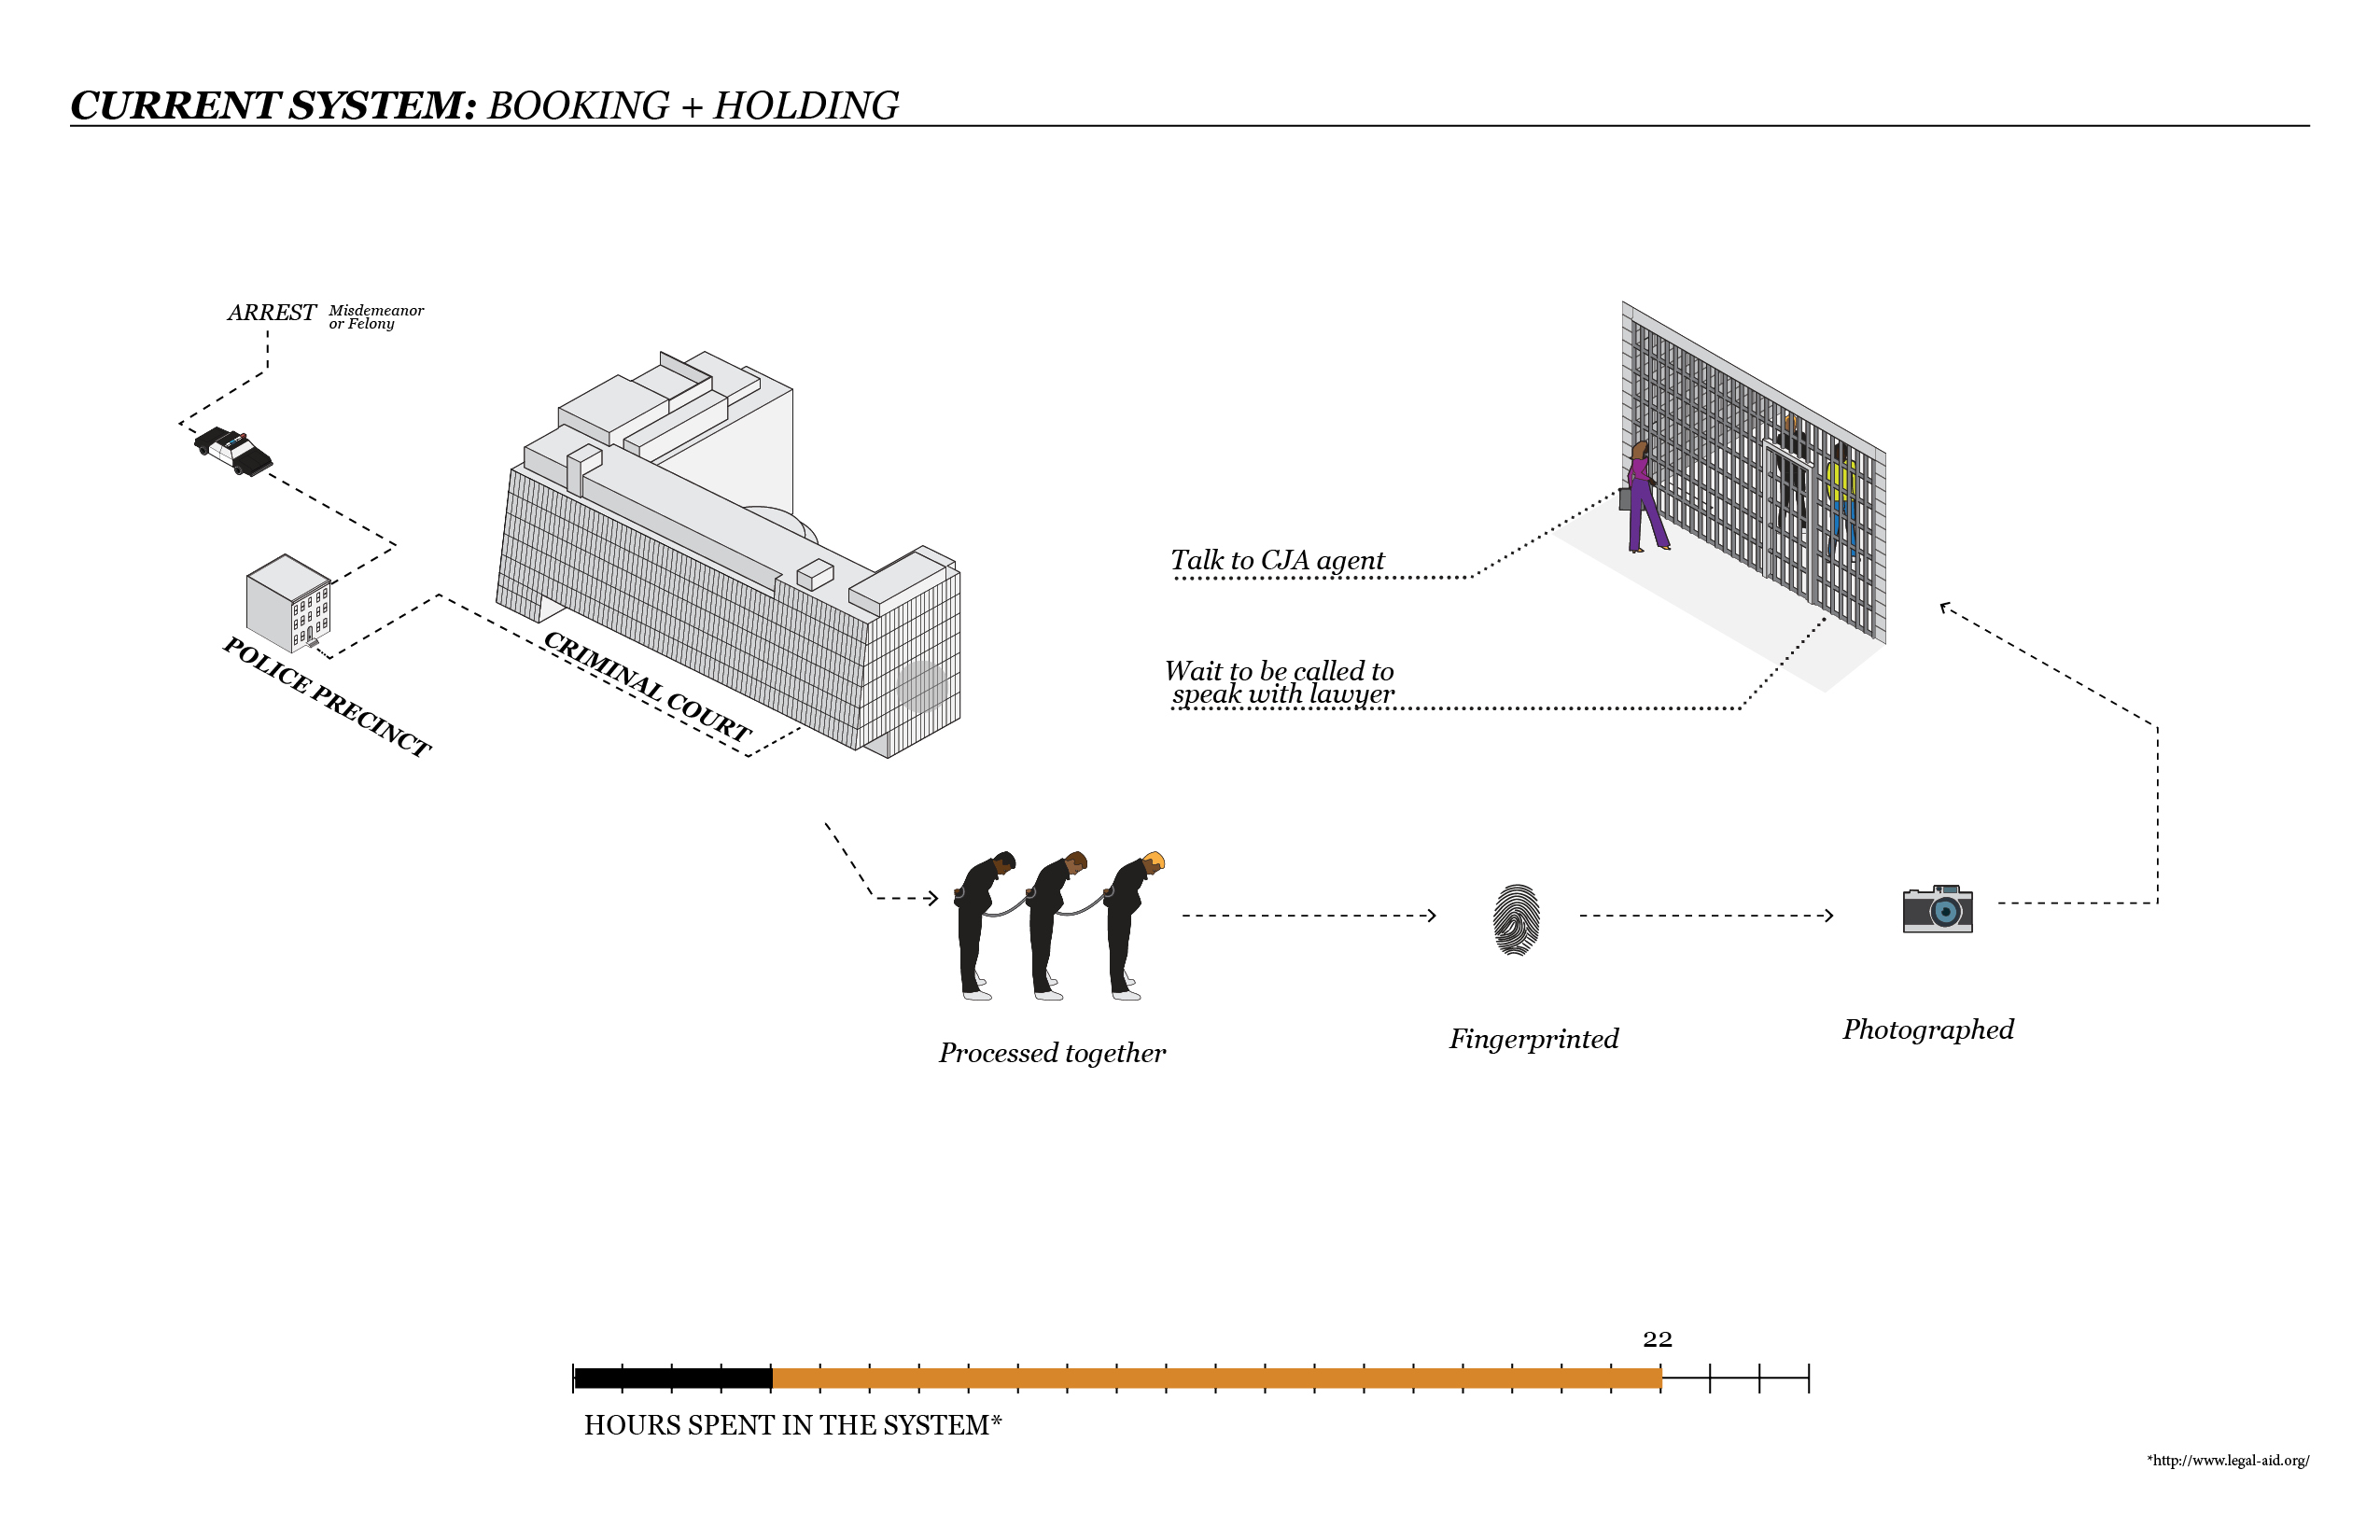 CURRENT SYSTEM: BOOKING + HOLDING
ARREST Misdemeanor
or Felony
POLICE PRECINCT
CRIMINAL COURT
Talk to CJA agent
Wait to be called to
speak with lawyer
Processed together
Fingerprinted
Photographed
22
HOURS SPENT IN THE SYSTEM*
*http://www.legal-aid.org/